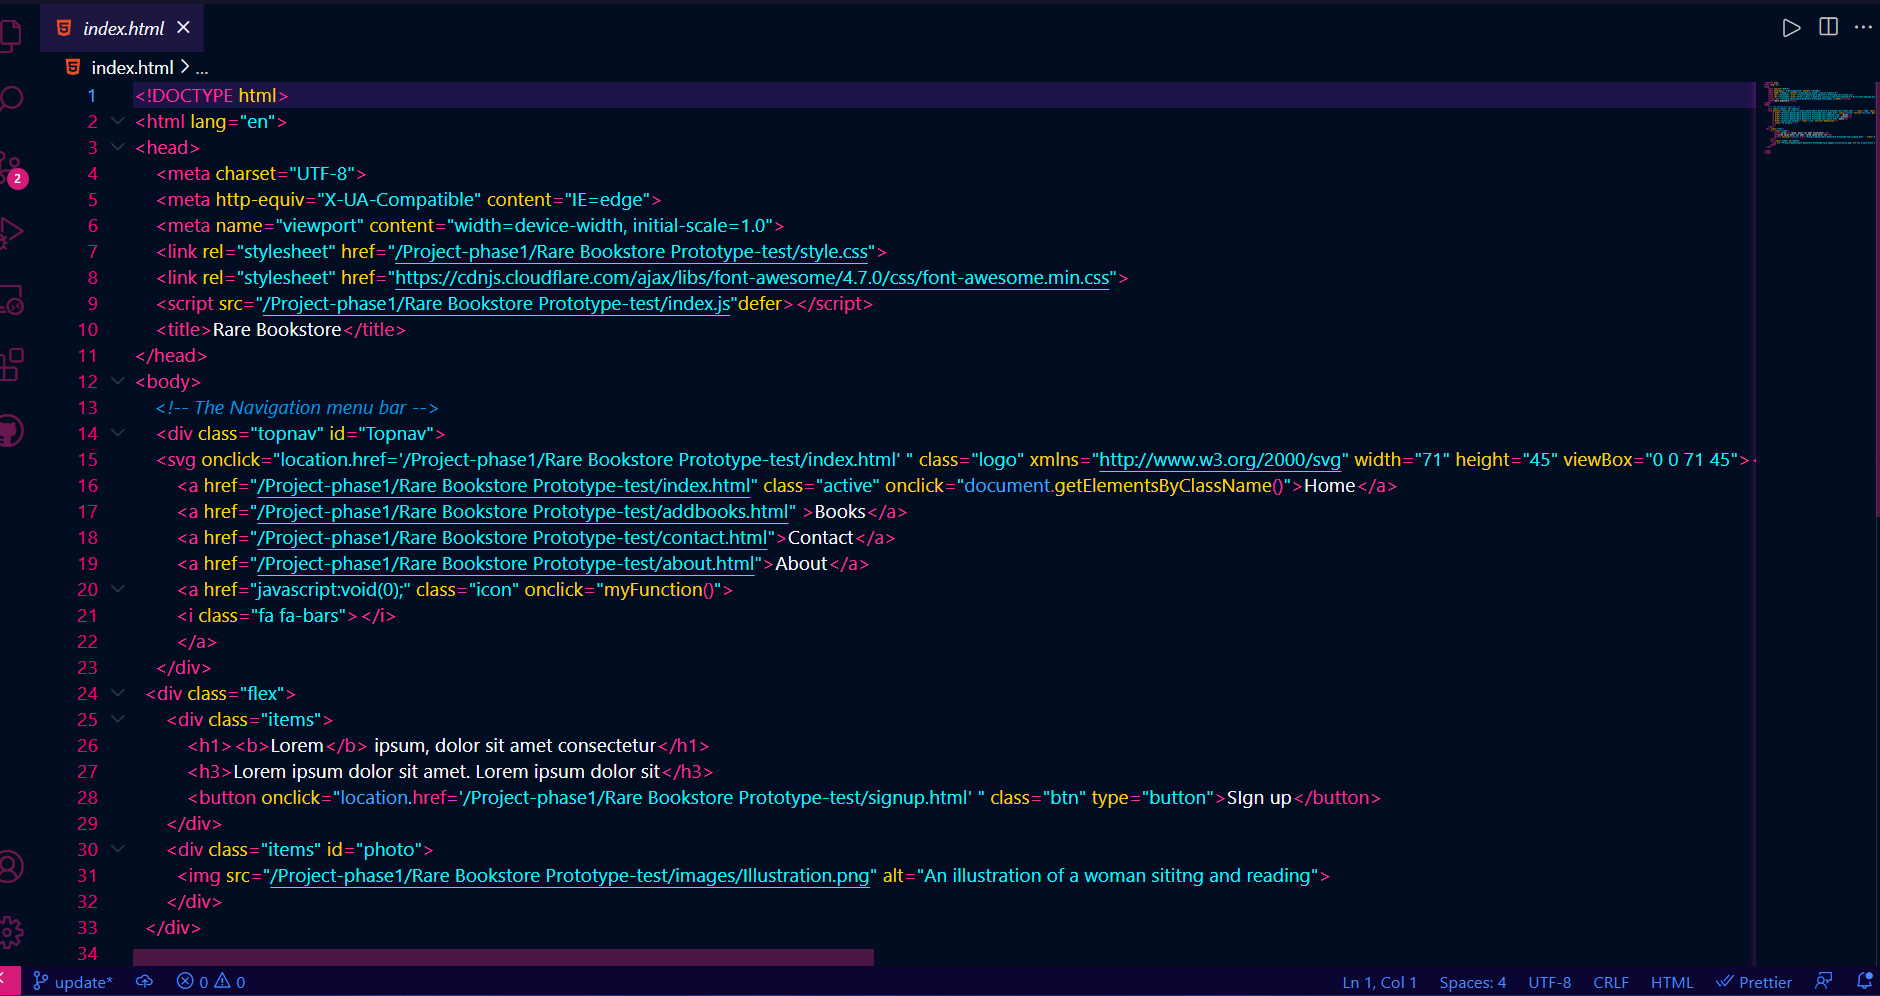 index.html
index.html > ...
1 <!DOCTYPE html>
2 <html lang="en">
3 <head>
4 <meta charset="UTF-8">
5 <meta http-equiv="X-UA-Compatible" content="IE=edge">
6 <meta name="viewport" content="width=device-width, initial-scale=1.0">
7 <link rel="stylesheet" href="/Project-phase1/Rare Bookstore Prototype-test/style.css">
8 <link rel="stylesheet" href="https://cdnjs.cloudflare.com/ajax/libs/font-awesome/4.7.0/css/font-awesome.min.css">
9 <script src="/Project-phase1/Rare Bookstore Prototype-test/index.js"defer></script>
10 <title>Rare Bookstore</title>
11 </head>
12 <body>
13 <!-- The Navigation menu bar -->
14 <div class="topnav" id="Topnav">
15 <svg onclick="location.href='/Project-phase1/Rare Bookstore Prototype-test/index.html' " class="logo" xmlns="http://www.w3.org/2000/svg" width="71" height="45" viewBox="0 0 71 45">
16 <a href="/Project-phase1/Rare Bookstore Prototype-test/index.html" class="active" onclick="document.getElementsByClassName()">Home</a>
17 <a href="/Project-phase1/Rare Bookstore Prototype-test/addbooks.html" >Books</a>
18 <a href="/Project-phase1/Rare Bookstore Prototype-test/contact.html">Contact</a>
19 <a href="/Project-phase1/Rare Bookstore Prototype-test/about.html">About</a>
20 <a href="javascript:void(0);" class="icon" onclick="myFunction()">
21 <i class="fa fa-bars"></i>
22 </a>
23 </div>
24 <div class="flex">
25 <div class="items">
26 <h1><b>Lorem</b> ipsum, dolor sit amet consectetur</h1>
27 <h3>Lorem ipsum dolor sit amet. Lorem ipsum dolor sit</h3>
28 <button onclick="location.href='/Project-phase1/Rare Bookstore Prototype-test/signup.html' " class="btn" type="button">SIgn up</button>
29 </div>
30 <div class="items" id="photo">
31 <img src="/Project-phase1/Rare Bookstore Prototype-test/images/Illustration.png" alt="An illustration of a woman sititng and reading">
32 </div>
33 </div>
34
2
update* 0 0 Ln 1, Col 1 Spaces: 4 UTF-8 CRLF HTML Prettier